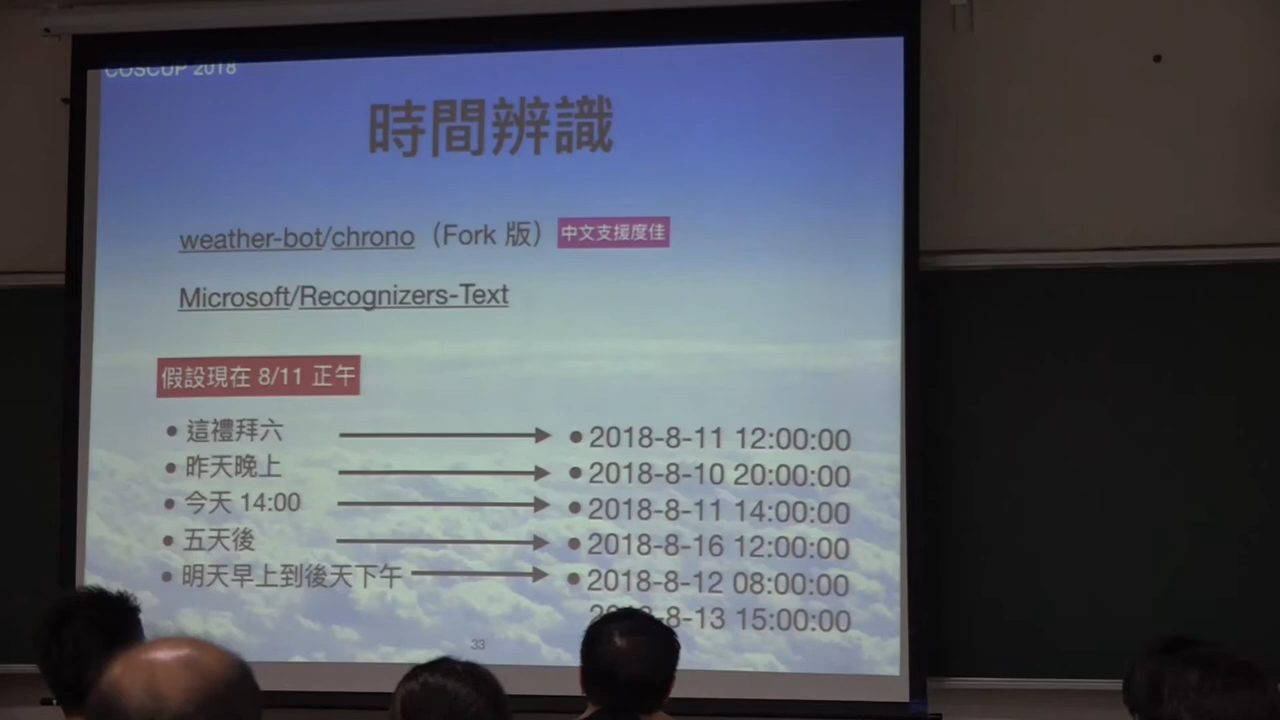 COSCUP 2018
時間辨識
weather-bot/chrono（Fork 版） 中文支援度佳
Microsoft/Recognizers-Text
假設現在 8/11 正午
• 這禮拜六 • 2018-8-11 12:00:00
• 昨天晚上 • 2018-8-10 20:00:00
• 今天 14:00 • 2018-8-11 14:00:00
• 五天後 • 2018-8-16 12:00:00
• 明天早上到後天下午 • 2018-8-12 08:00:00
2018-8-13 15:00:00
33